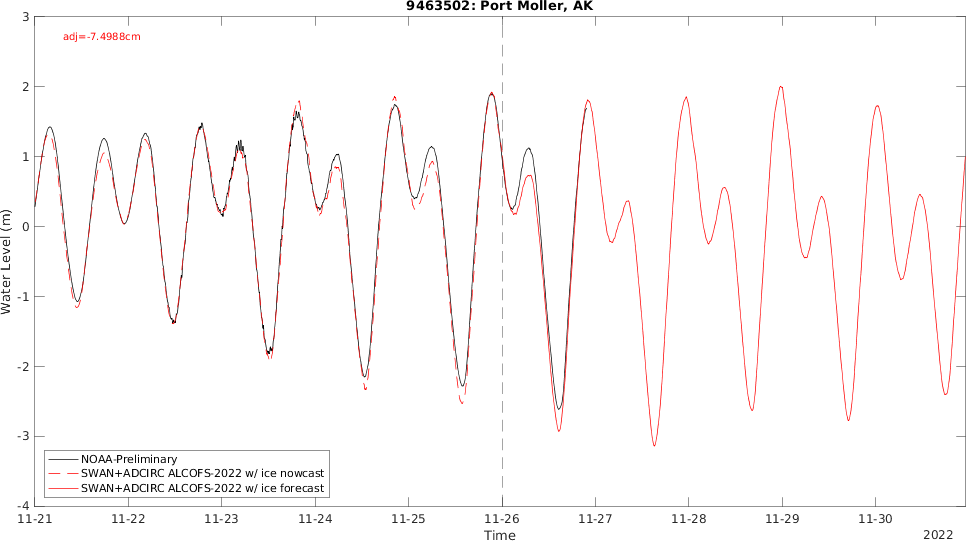 9463502: Port Moller, AK
adj=-7.4988cm
3
2
1
0
-1
-2
-3
-4
Water Level (m)
NOAA-Preliminary
SWAN+ADCIRC ALCOFS-2022 w/ ice nowcast
SWAN+ADCIRC ALCOFS-2022 w/ ice forecast
11-21 11-22 11-23 11-24 11-25 11-26 11-27 11-28 11-29 11-30
Time
2022